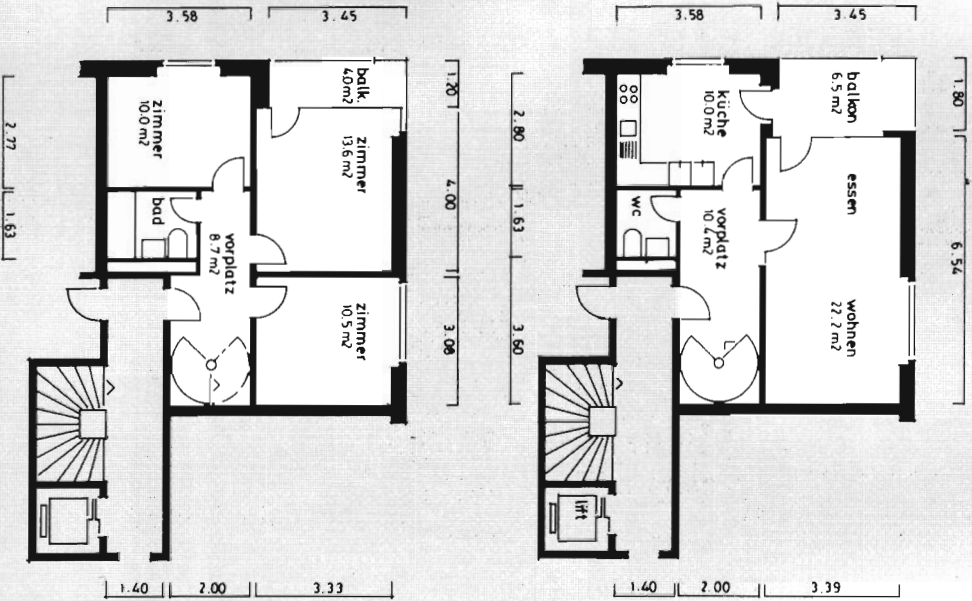 3.58
3.45
3.58
3.45
zimmer
10.0 m2
balk.
4.0 m2
zimmer
13.6 m2
bad
vorplatz
8.7 m2
zimmer
10.5 m2
1.20
4.00
3.08
2.77
1.63
1.40
2.00
3.33
küche
10.0 m2
balkon
6.5 m2
essen
wc
vorplatz
10.4 m2
wohnen
22.2 m2
lift
2.80
1.63
3.60
1.80
6.54
1.40
2.00
3.39